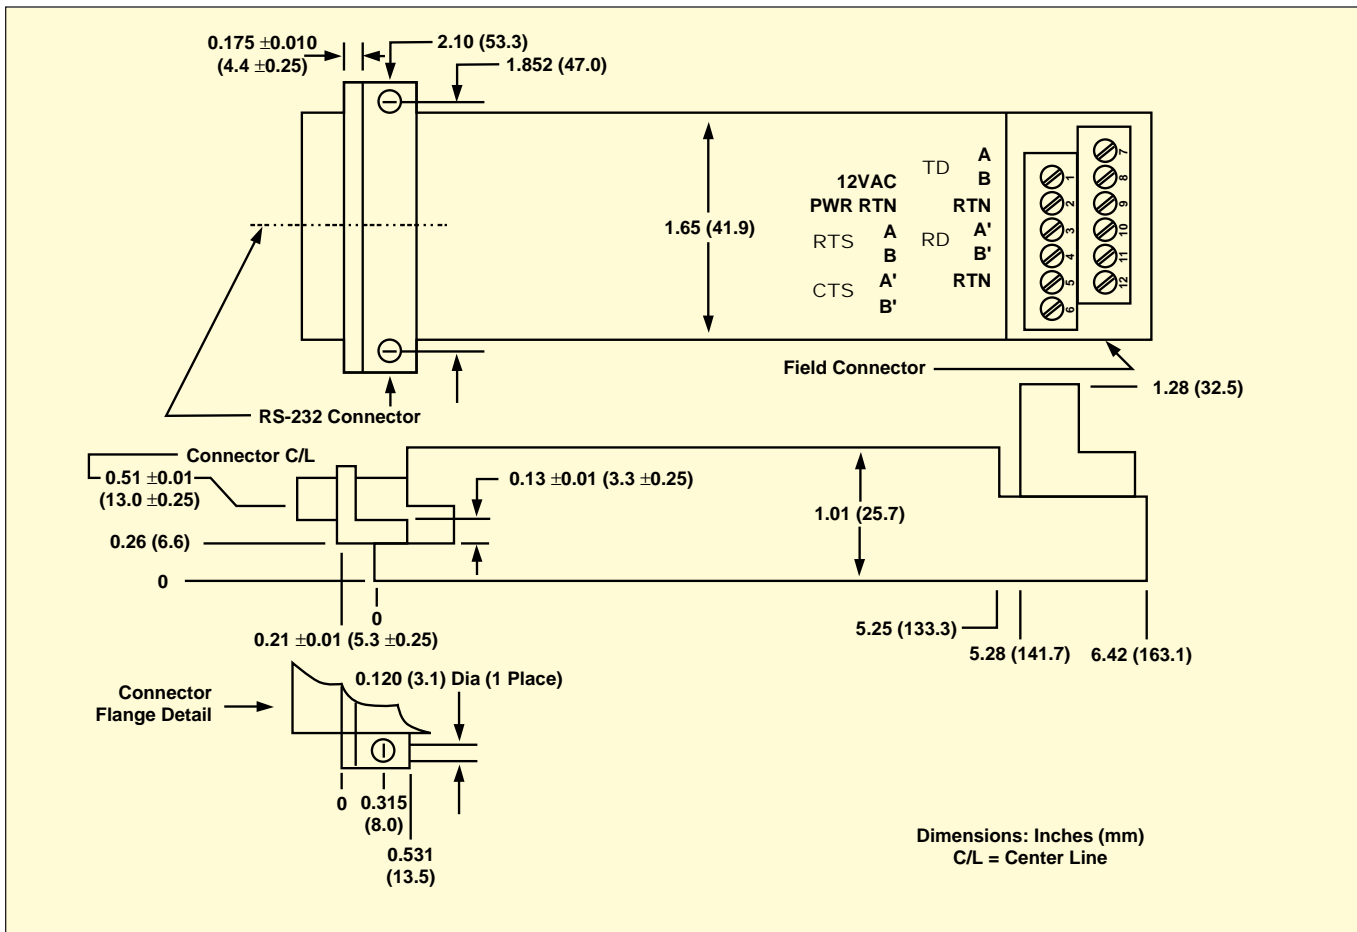 0.175 ±0.010
(4.4 ±0.25)
2.10 (53.3)
1.852 (47.0)
1.65 (41.9)
12VAC
PWR RTN
RTS
A
B
CTS
A'
B'
TD
A
B
RTN
RD
A'
B'
RTN
1
2
3
4
5
6
7
8
9
10
11
12
Field Connector
RS-232 Connector
1.28 (32.5)
Connector C/L
0.51 ±0.01
(13.0 ±0.25)
0.13 ±0.01 (3.3 ±0.25)
1.01 (25.7)
0.26 (6.6)
0
0
0.21 ±0.01 (5.3 ±0.25)
5.25 (133.3)
5.28 (141.7)
6.42 (163.1)
0.120 (3.1) Dia (1 Place)
Connector
Flange Detail
0
0.315
(8.0)
0.531
(13.5)
Dimensions: Inches (mm)
C/L = Center Line